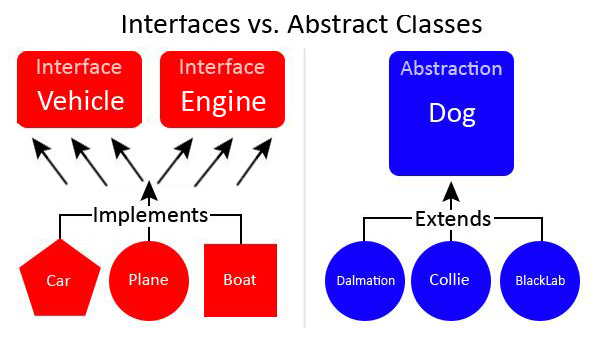 Interfaces vs. Abstract Classes
Interface
Vehicle
Interface
Engine
Implements
Car
Plane
Boat
Abstraction
Dog
Extends
Dalmation
Collie
BlackLab